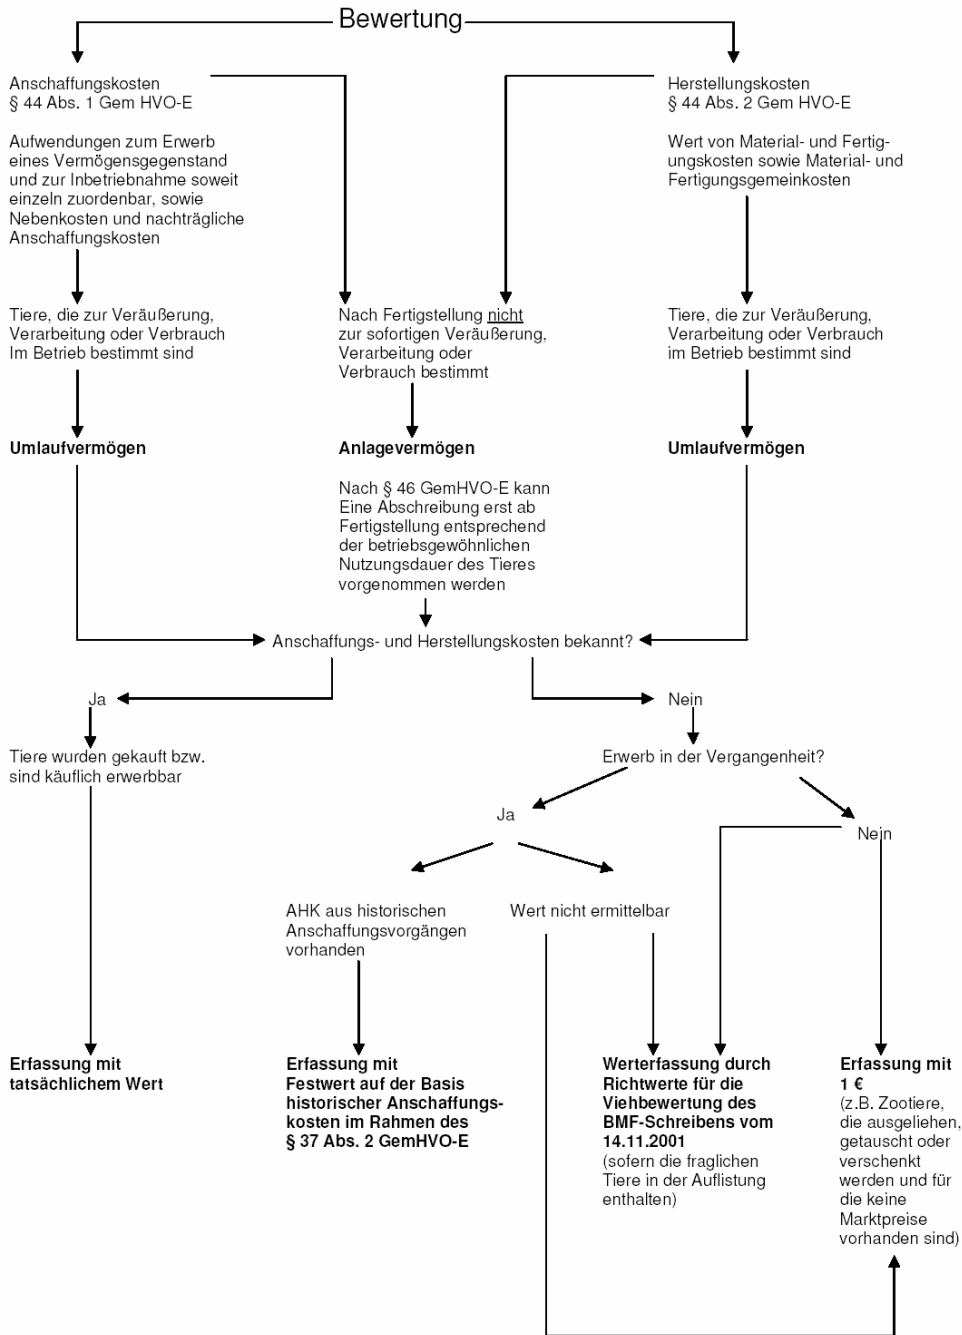 Bewertung
Anschaffungskosten
§ 44 Abs. 1 Gem HVO-E
Aufwendungen zum Erwerb
eines Vermögensgegenstand
und zur Inbetriebnahme soweit
einzeln zuordenbar, sowie
Nebenkosten und nachträgliche
Anschaffungskosten
Herstellungskosten
§ 44 Abs. 2 Gem HVO-E
Wert von Material- und Fertig-
ungskosten sowie Material- und
Fertigungsgemeinkosten
Tiere, die zur Veräußerung,
Verarbeitung oder Verbrauch
Im Betrieb bestimmt sind
Nach Fertigstellung nicht
zur sofortigen Veräußerung,
Verarbeitung oder
Verbrauch bestimmt
Tiere, die zur Veräußerung,
Verarbeitung oder Verbrauch
im Betrieb bestimmt sind
Umlaufvermögen
Anlagevermögen
Umlaufvermögen
Nach § 46 GemHVO-E kann
Eine Abschreibung erst ab
Fertigstellung entsprechend
der betriebsgewöhnlichen
Nutzungsdauer des Tieres
vorgenommen werden
Anschaffungs- und Herstellungskosten bekannt?
Ja
Nein
Tiere wurden gekauft bzw.
sind käuflich erwerbbar
Erwerb in der Vergangenheit?
Ja
Nein
AHK aus historischen
Anschaffungsvorgängen
vorhanden
Wert nicht ermittelbar
Erfassung mit
tatsächlichem Wert
Erfassung mit
Festwert auf der Basis
historischer Anschaffungs-
kosten im Rahmen des
§ 37 Abs. 2 GemHVO-E
Werterfassung durch
Richtwerte für die
Viehbewertung des
BMF-Schreibens vom
14.11.2001
(sofern die fraglichen
Tiere in der Auflistung
enthalten)
Erfassung mit
1 €
(z.B. Zootiere,
die ausgeliehen,
getauscht oder
verschenkt
werden und für
die keine
Marktpreise
vorhanden sind)